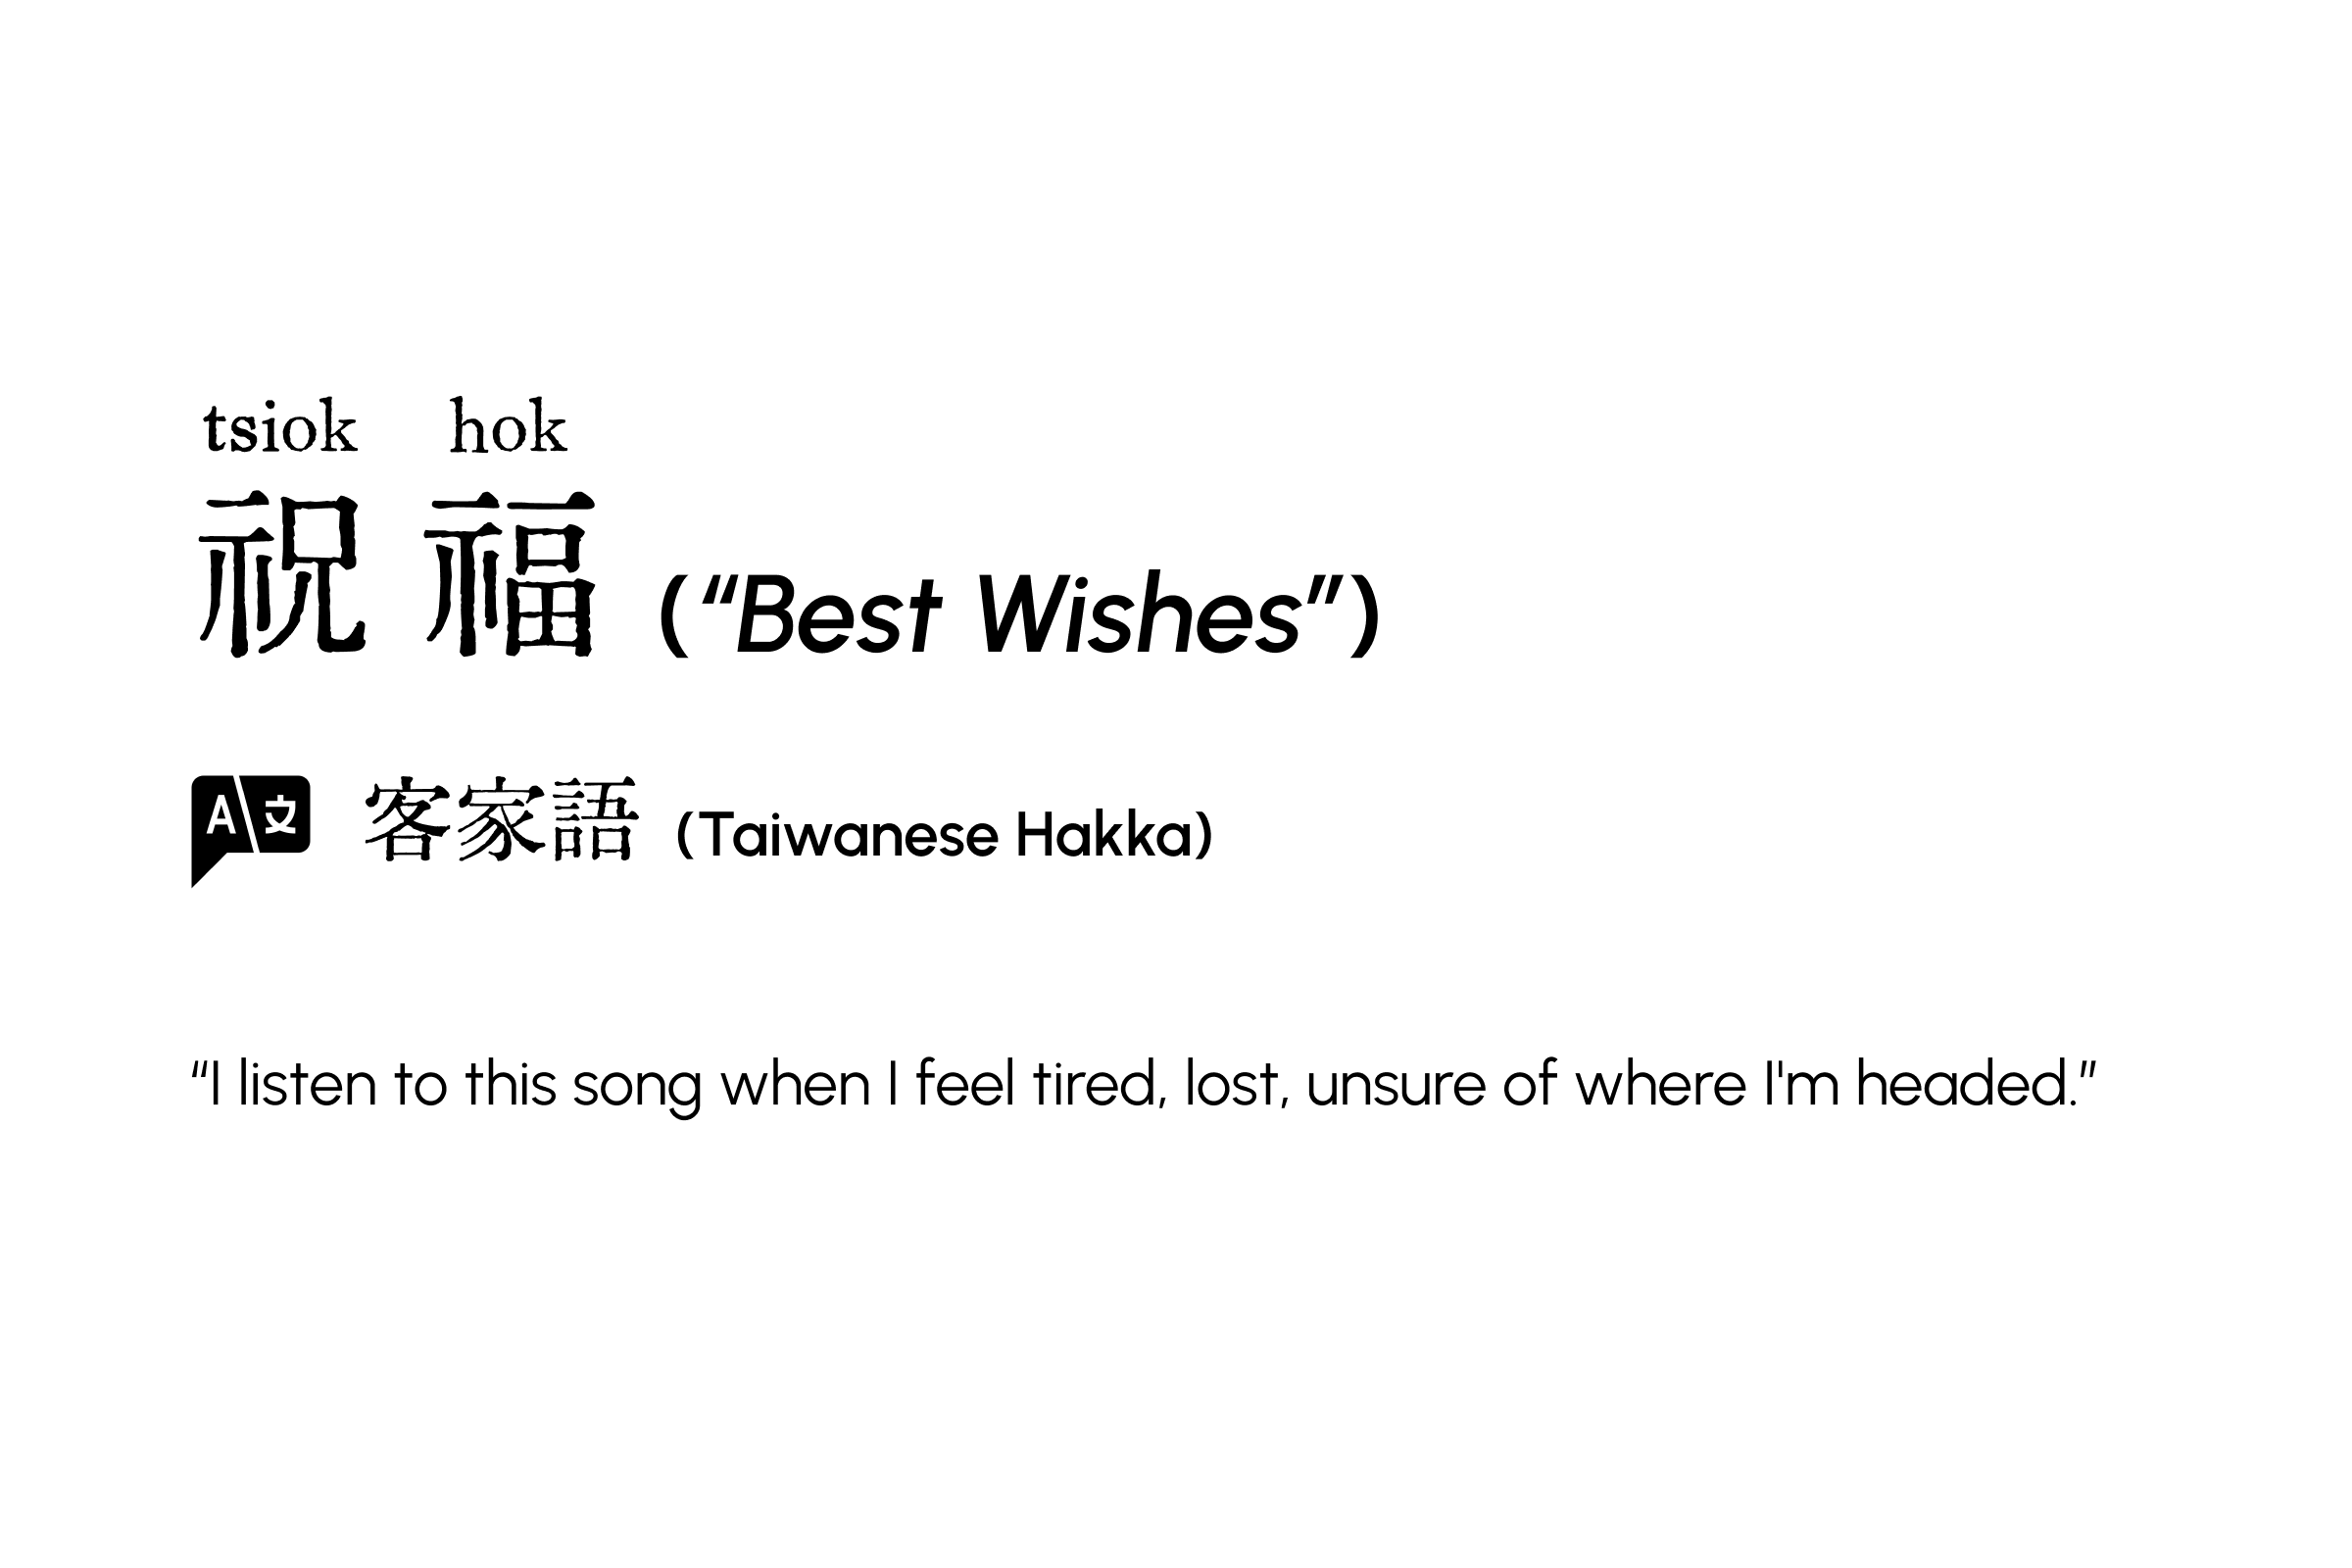 tsiok hok
祝福 ("Best Wishes")
A 客家語 (Taiwanese Hakka)
"I listen to this song when I feel tired, lost, unsure of where I'm headed."